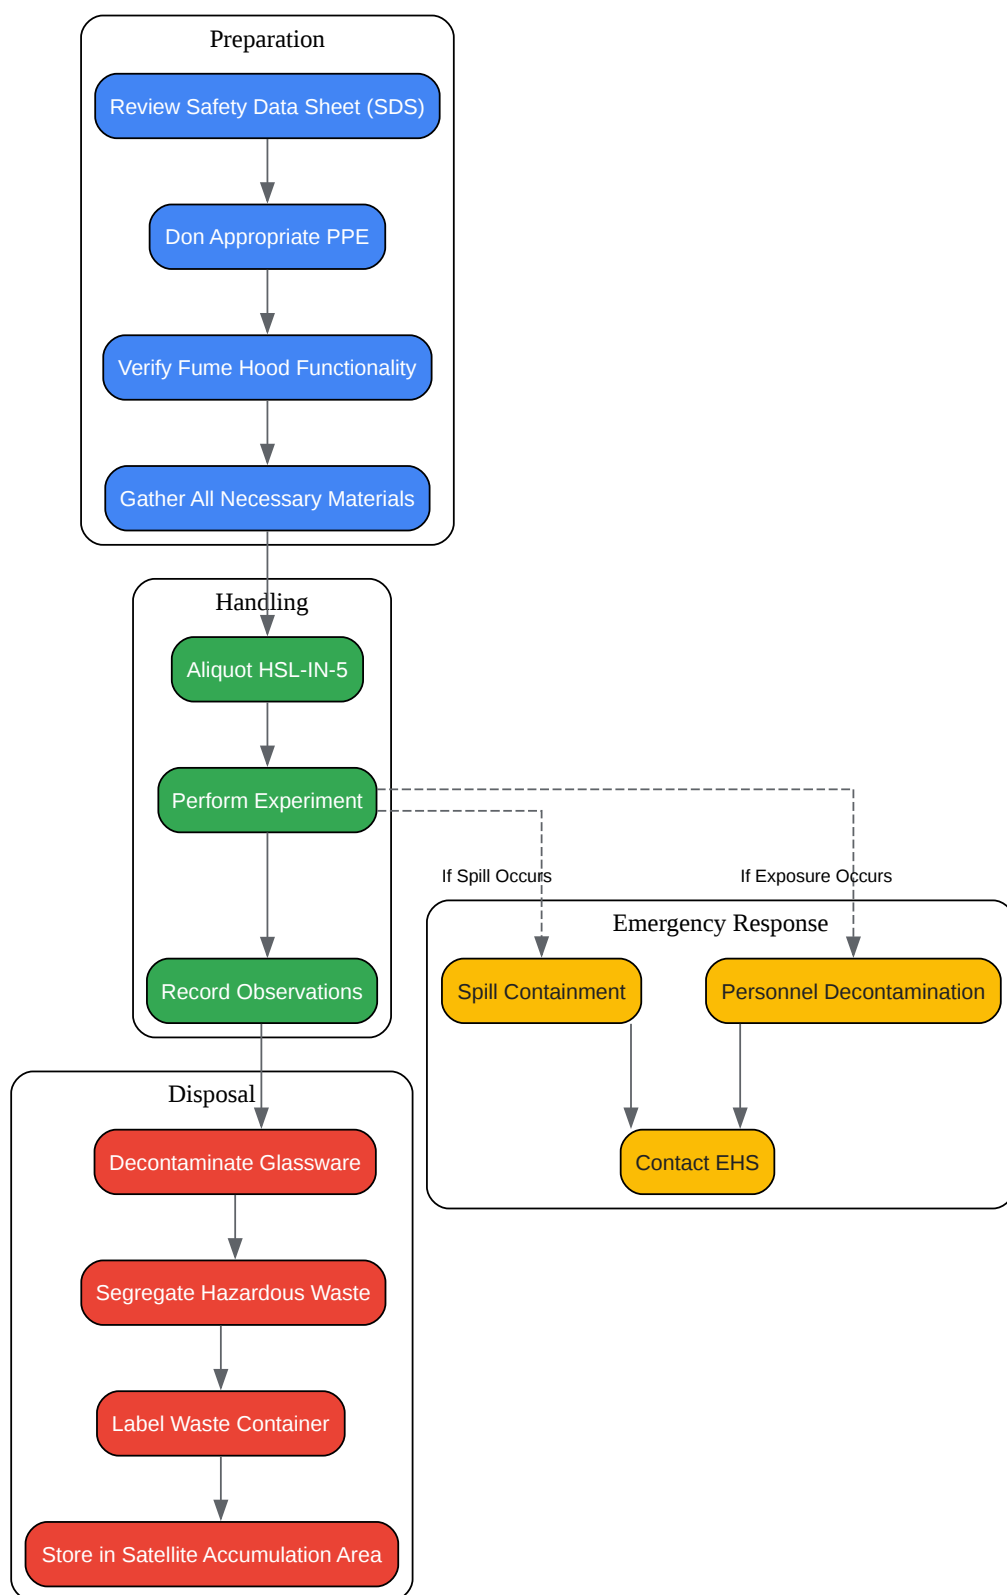 Preparation
Review Safety Data Sheet (SDS)
Don Appropriate PPE
Verify Fume Hood Functionality
Gather All Necessary Materials
Handling
Aliquot HSL-IN-5
Perform Experiment
If Spill Occurs
If Exposure Occurs
Record Observations
Emergency Response
Spill Containment
Personnel Decontamination
Contact EHS
Disposal
Decontaminate Glassware
Segregate Hazardous Waste
Label Waste Container
Store in Satellite Accumulation Area